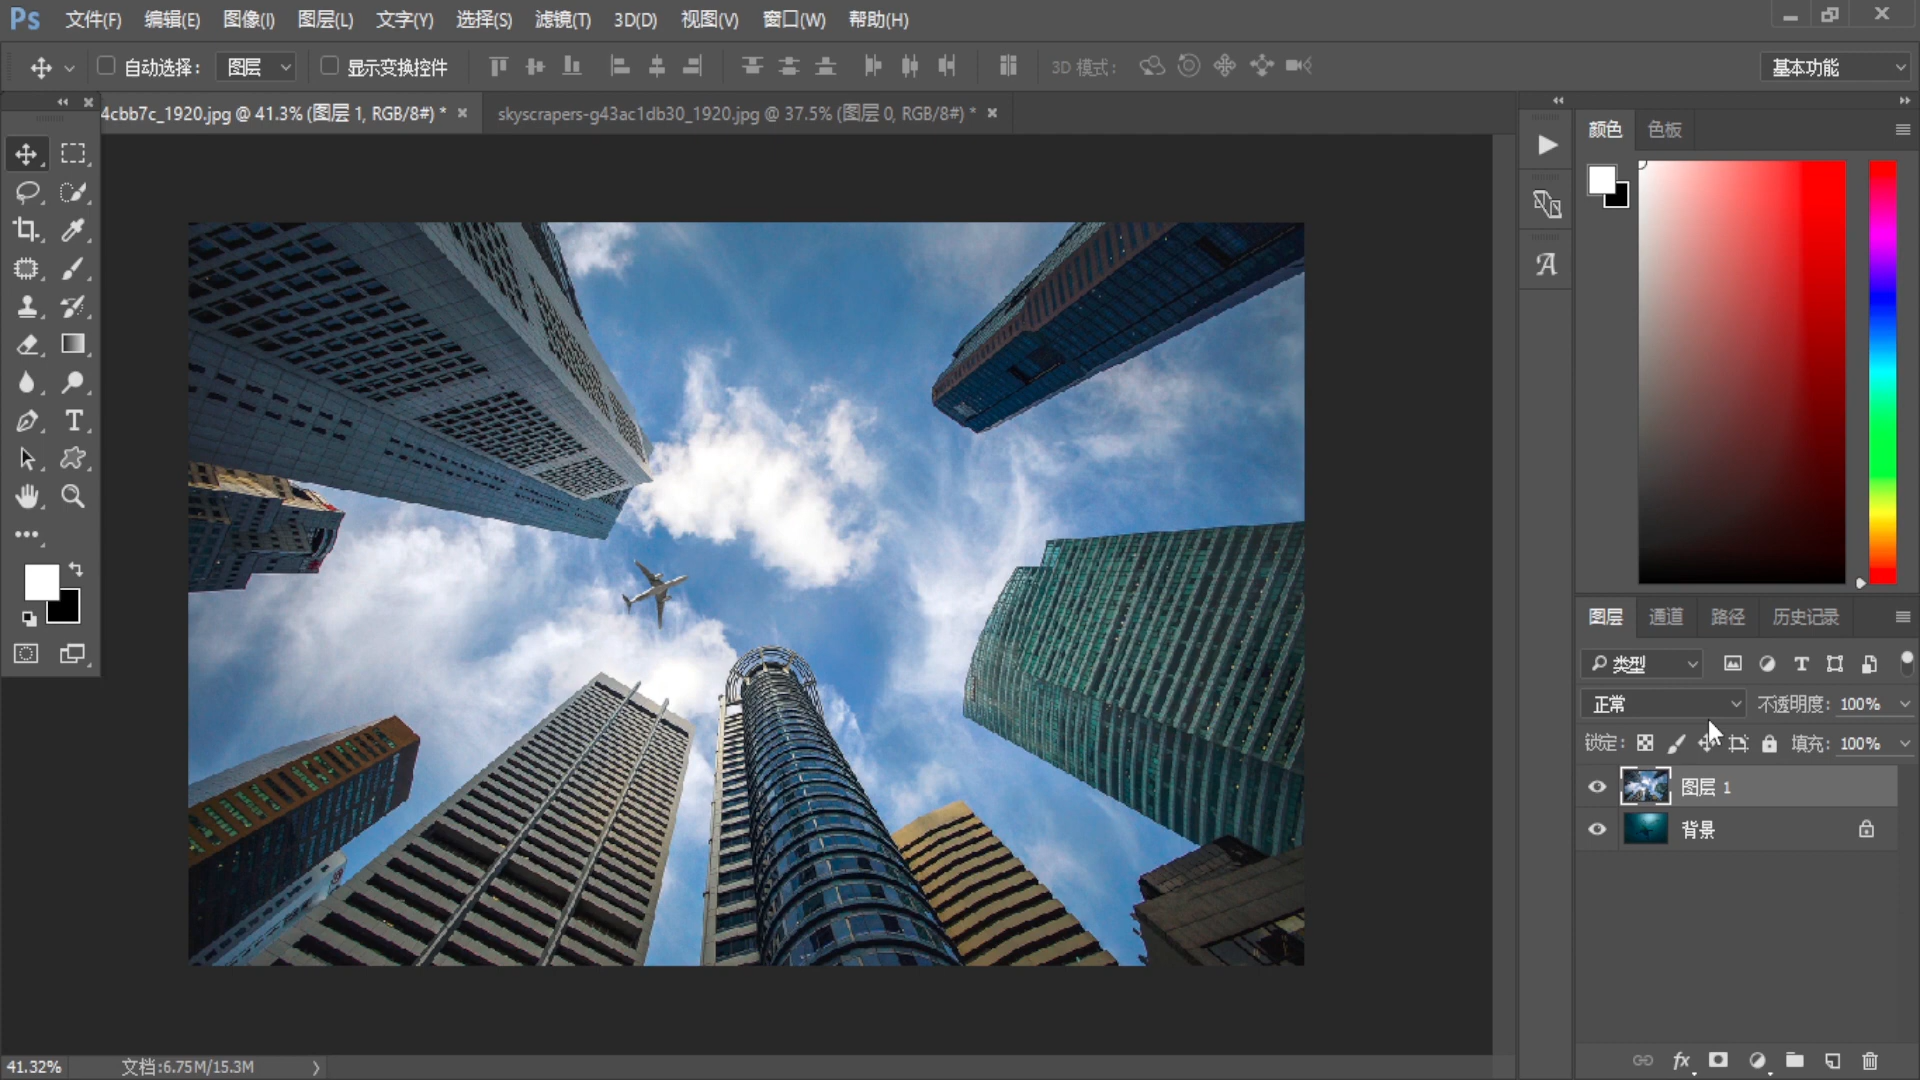 Ps 文件(F) 编辑(E) 图像(I) 图层(L) 文字(Y) 选择(S) 滤镜(T) 3D(D) 视图(V) 窗口(W) 帮助(H)
自动选择： 图层 显示变换控件 3D 模式： 基本功能
4cbb7c_1920.jpg @ 41.3% (图层 1, RGB/8#) * skyscrapers-g43ac1db30_1920.jpg @ 37.5% (图层 0, RGB/8#) *
颜色 色板
图层 通道 路径 历史记录
类型
正常 不透明度： 100%
锁定： 填充： 100%
图层 1
背景
41.32% 文档:6.75M/15.3M